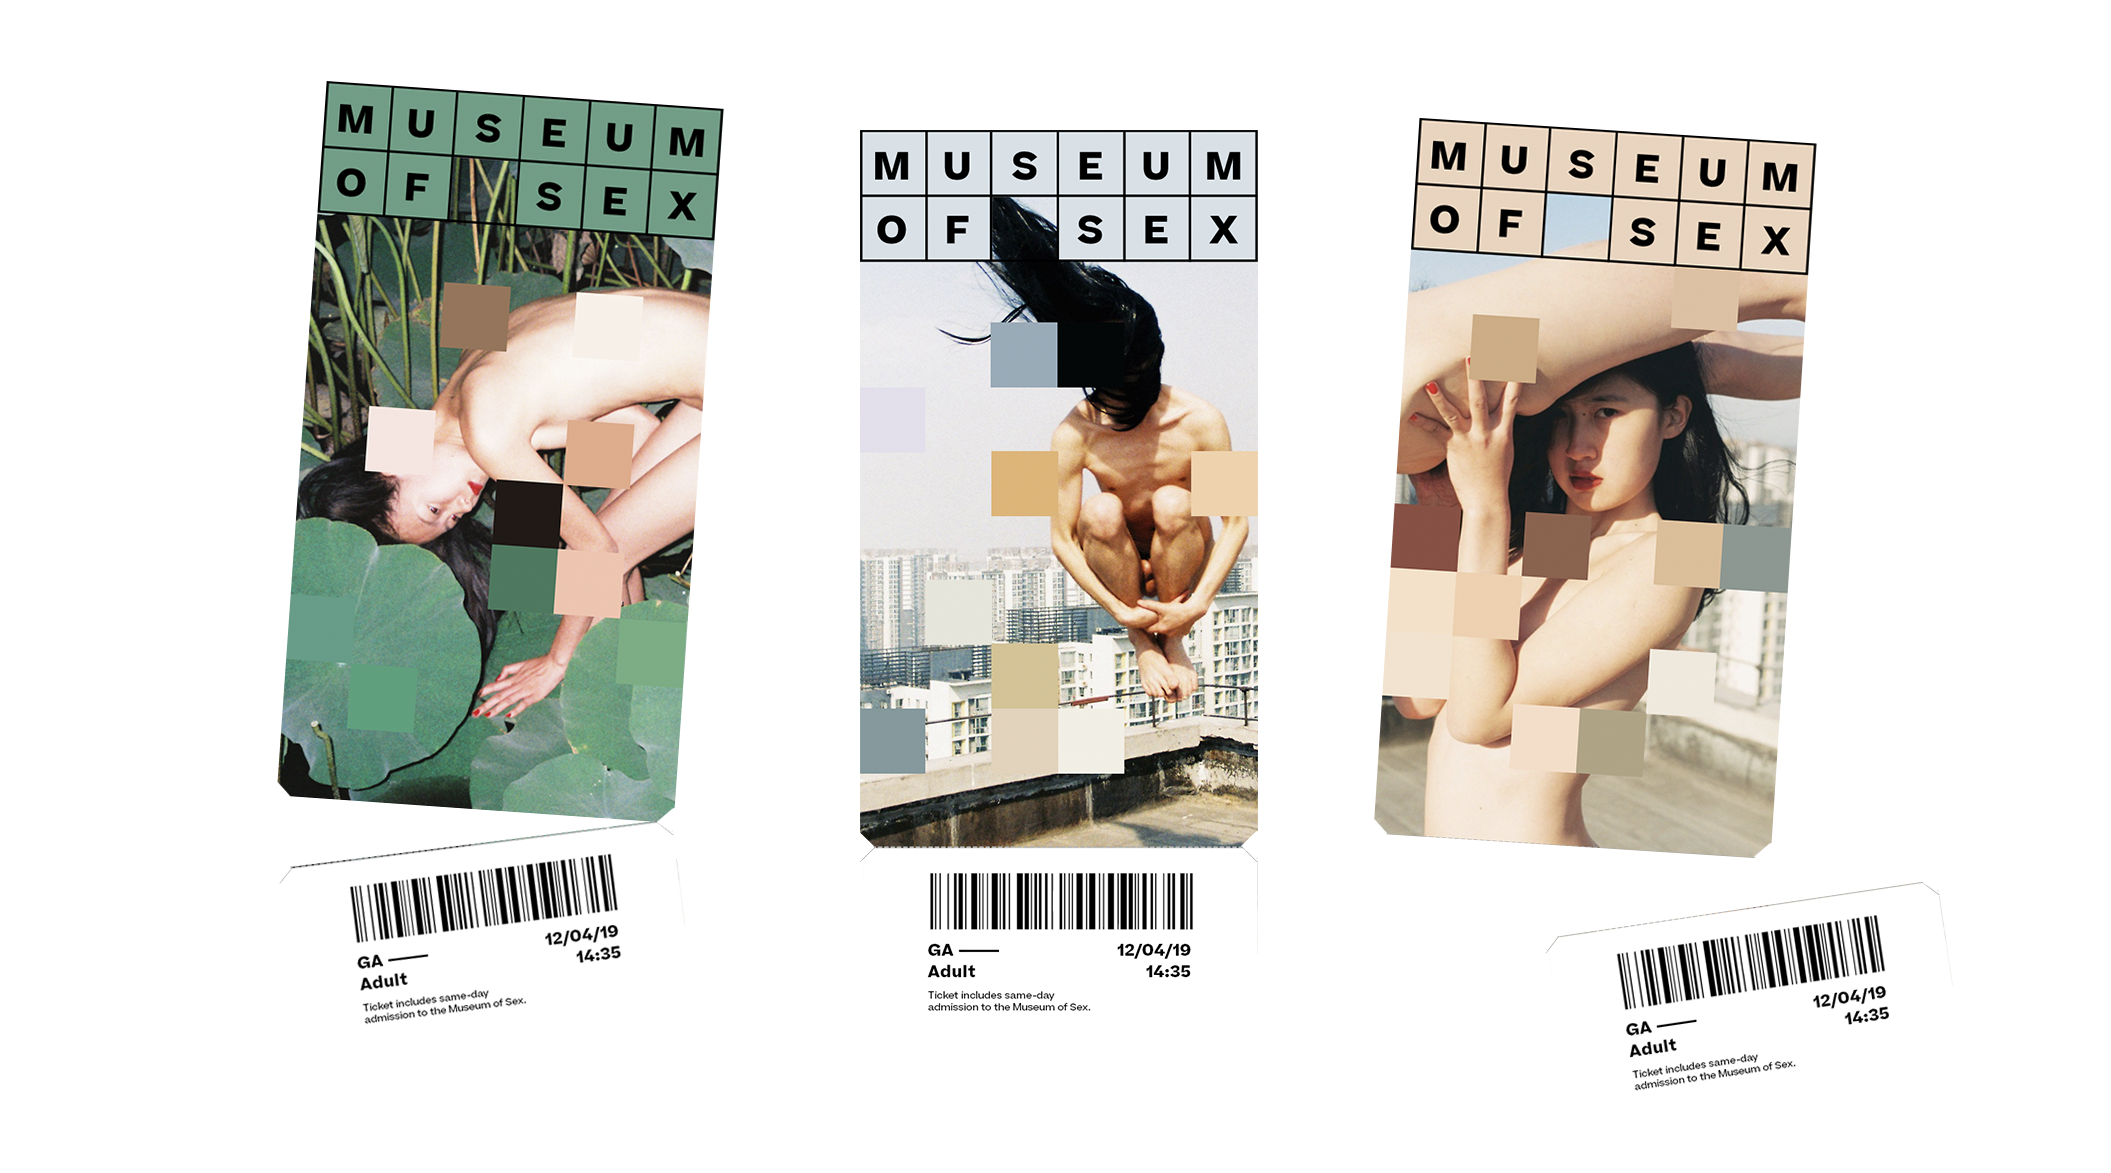 MUSEUM
OF SEX
GA
12/04/19
Adult
14:35
Ticket includes same-day
admission to the Museum of Sex.
MUSEUM
OF SEX
GA
12/04/19
Adult
14:35
Ticket includes same-day
admission to the Museum of Sex.
MUSEUM
OF SEX
GA
12/04/19
Adult
14:35
Ticket includes same-day
admission to the Museum of Sex.